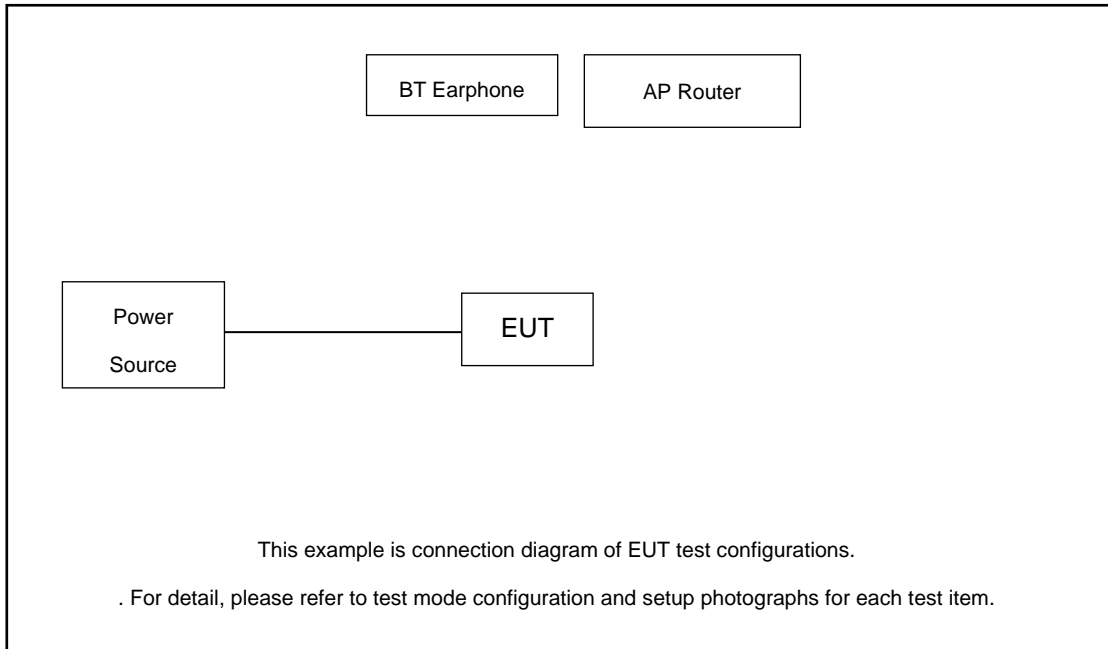 BT Earphone
AP Router
Power
Source
EUT
This example is connection diagram of EUT test configurations.
. For detail, please refer to test mode configuration and setup photographs for each test item.